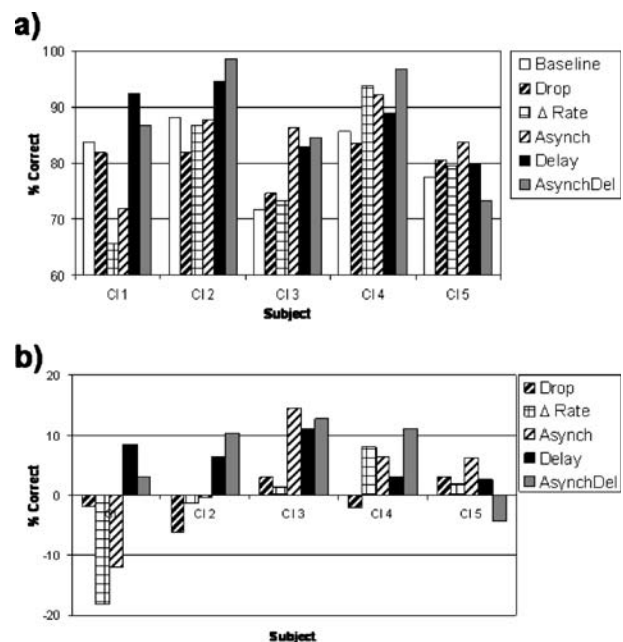 a)
100
90
80
70
60
% Correct
CI 1 CI 2 CI 3 CI 4 CI 5
Subject
Baseline
Drop
Δ Rate
Asynch
Delay
AsynchDel
b)
20
10
0
-10
-20
% Correct
CI 2 CI 3 CI 4 CI 5
Subject
Drop
Δ Rate
Asynch
Delay
AsynchDel